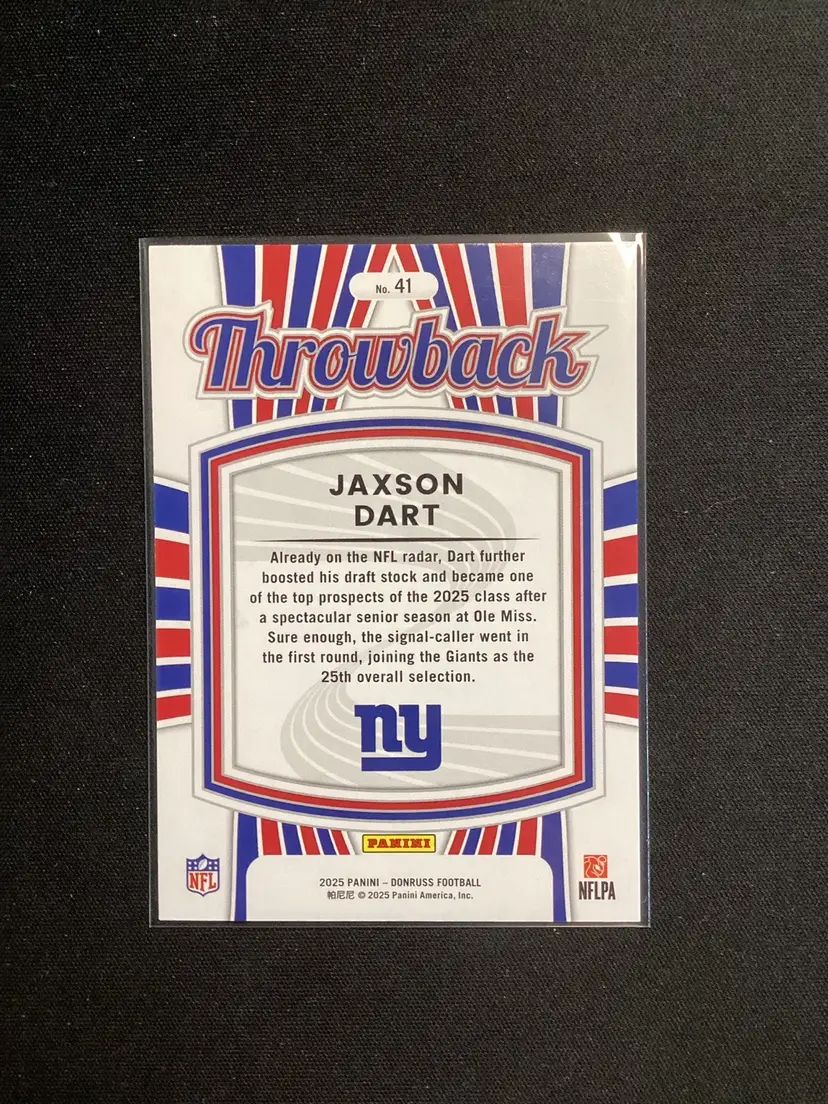 No. 41
Throwback
JAXSON
DART
Already on the NFL radar, Dart further
boosted his draft stock and became one
of the top prospects of the 2025 class after
a spectacular senior season at Ole Miss.
Sure enough, the signal-caller went in
the first round, joining the Giants as the
25th overall selection.
ny
PANINI
NFL
NFLPA
2025 PANINI – DONRUSS FOOTBALL
帕尼尼 © 2025 Panini America, Inc.